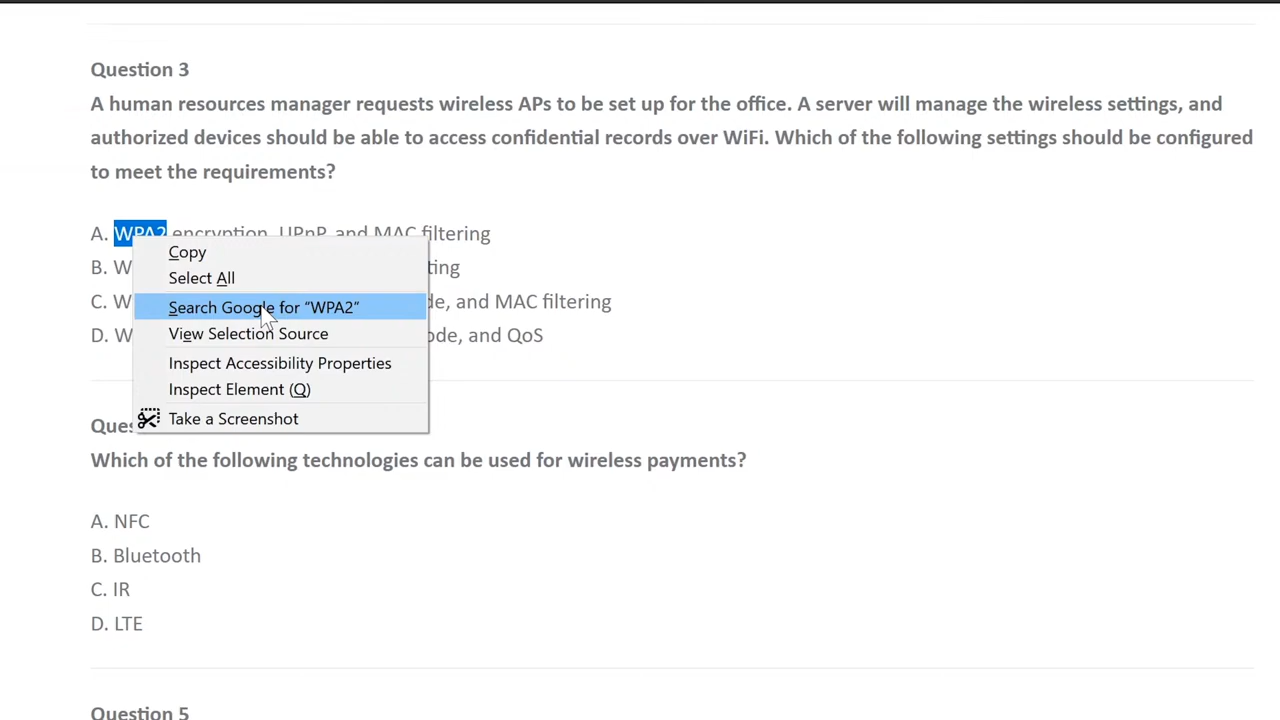 Question 3
A human resources manager requests wireless APs to be set up for the office. A server will manage the wireless settings, and
authorized devices should be able to access confidential records over WiFi. Which of the following settings should be configured
to meet the requirements?
A. WPA2 encryption, UPnP, and MAC filtering
Copy
B.
Select All
C. and MAC filtering
Search Google for “WPA2”
D. and QoS
View Selection Source
Inspect Accessibility Properties
Inspect Element (Q)
Take a Screenshot
Which of the following technologies can be used for wireless payments?
A. NFC
B. Bluetooth
C. IR
D. LTE
Question 5